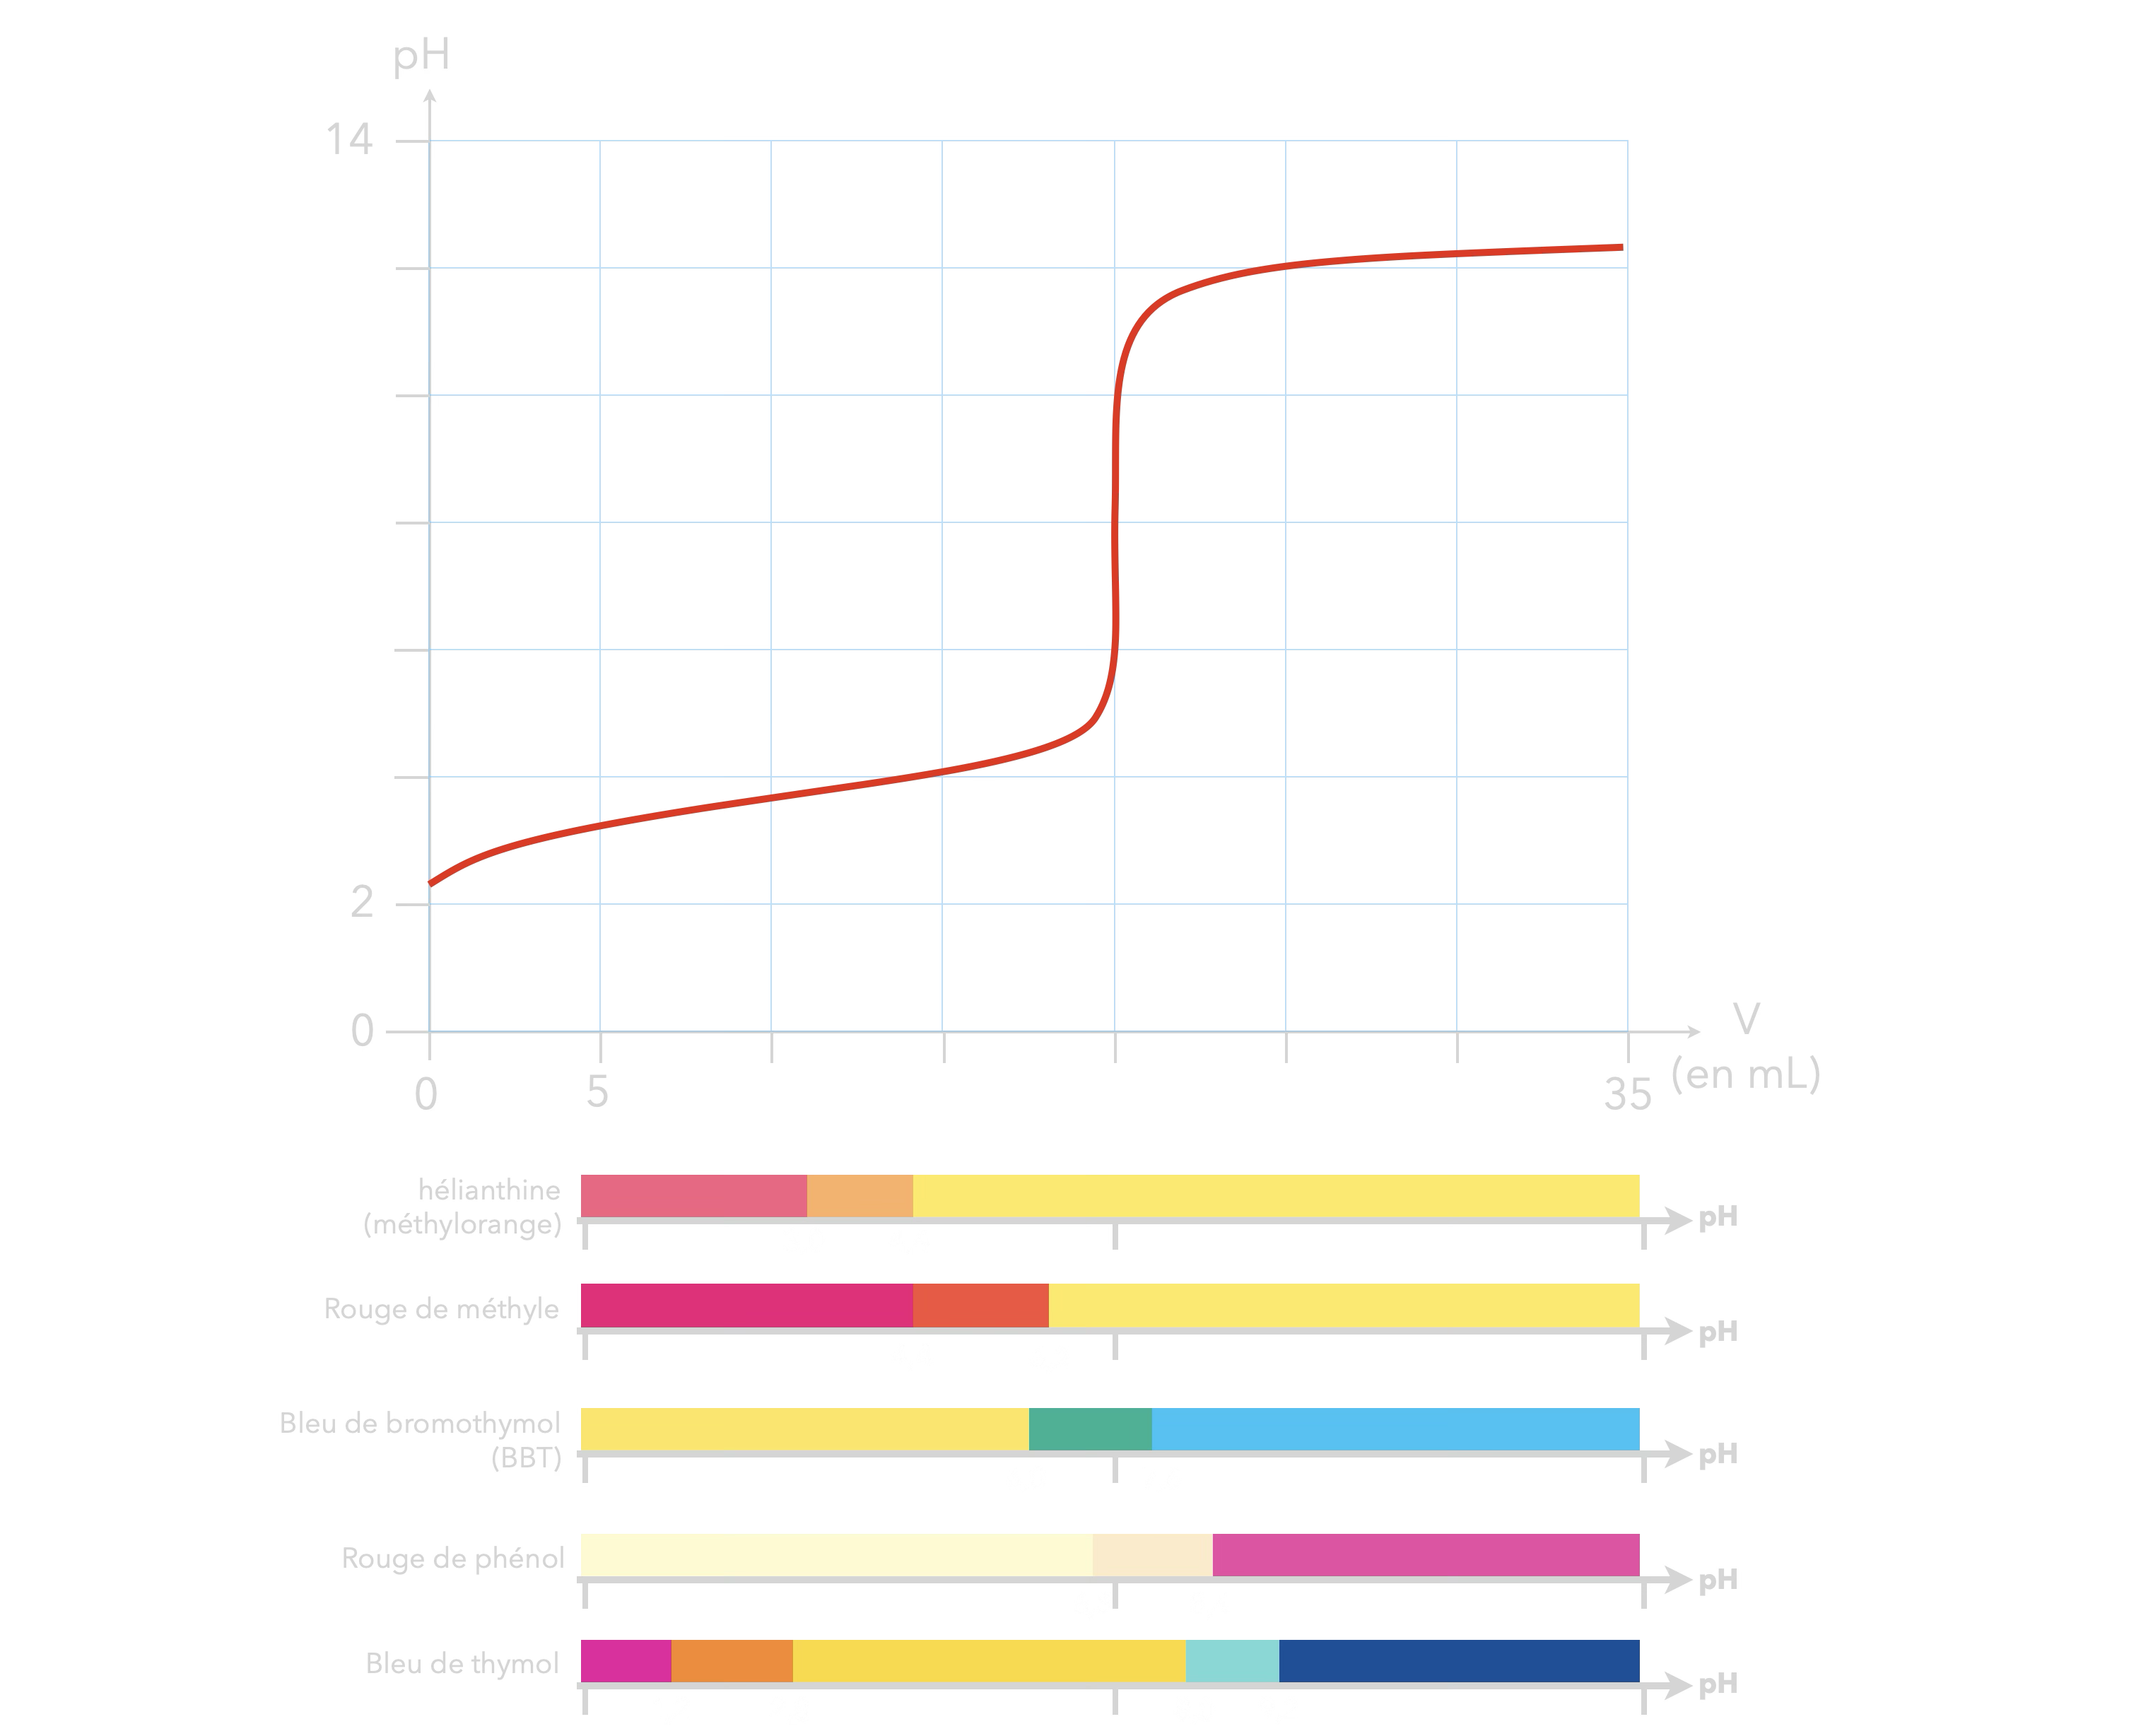 pH
14
2
0
V
(en mL)
0
5
35
hélianthine
(méthylorange)
pH
Rouge de méthyle
pH
Bleu de bromothymol
(BBT)
pH
Rouge de phénol
pH
Bleu de thymol
pH